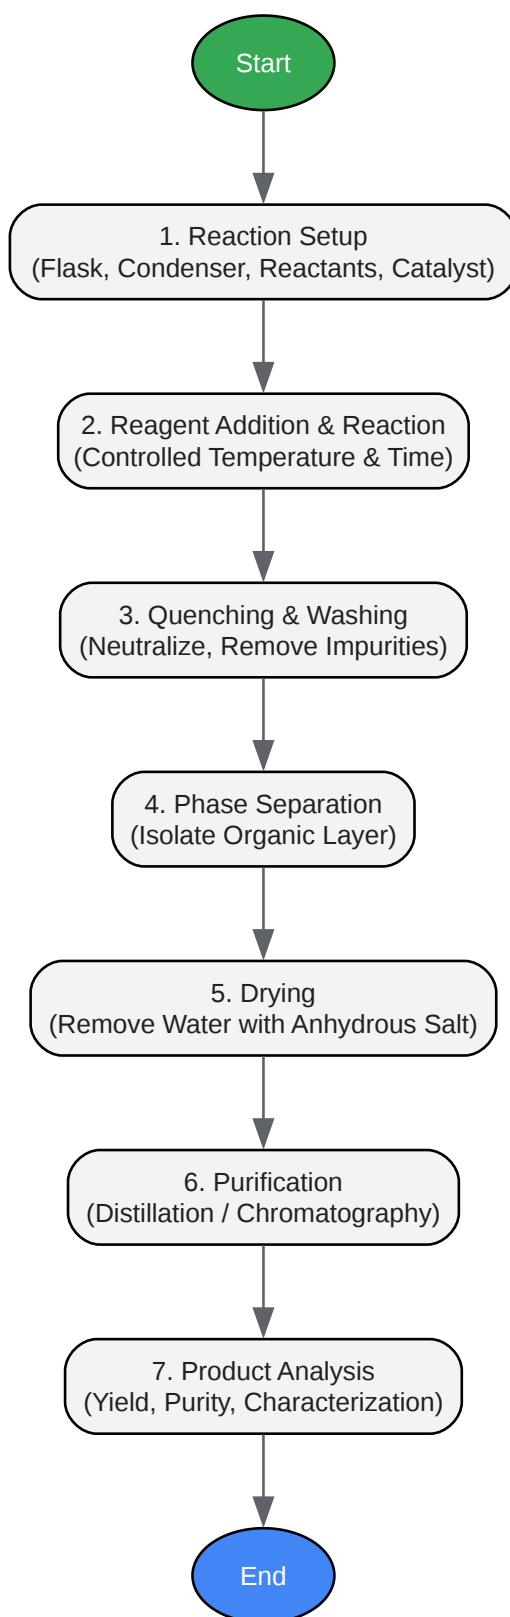 Start
1. Reaction Setup
(Flask, Condenser, Reactants, Catalyst)
2. Reagent Addition & Reaction
(Controlled Temperature & Time)
3. Quenching & Washing
(Neutralize, Remove Impurities)
4. Phase Separation
(Isolate Organic Layer)
5. Drying
(Remove Water with Anhydrous Salt)
6. Purification
(Distillation / Chromatography)
7. Product Analysis
(Yield, Purity, Characterization)
End